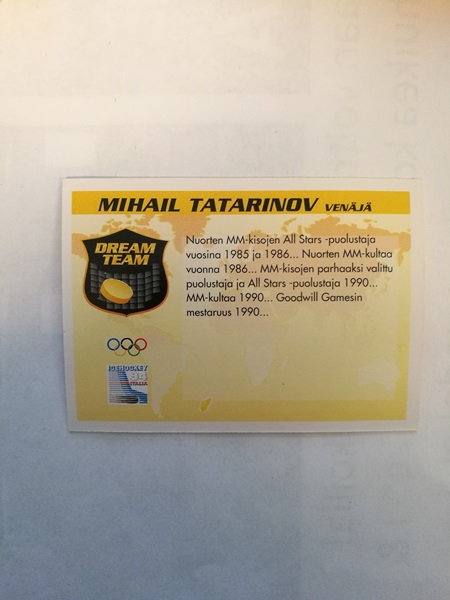 MIHAIL TATARINOV VENÄJÄ
DREAM
TEAM
Nuorten MM-kisojen All Stars -puolustaja
vuosina 1985 ja 1986... Nuorten MM-kultaa
vuonna 1986... MM-kisojen parhaaksi valittu
puolustaja ja All Stars -puolustaja 1990...
MM-kultaa 1990... Goodwill Gamesin
mestaruus 1990...